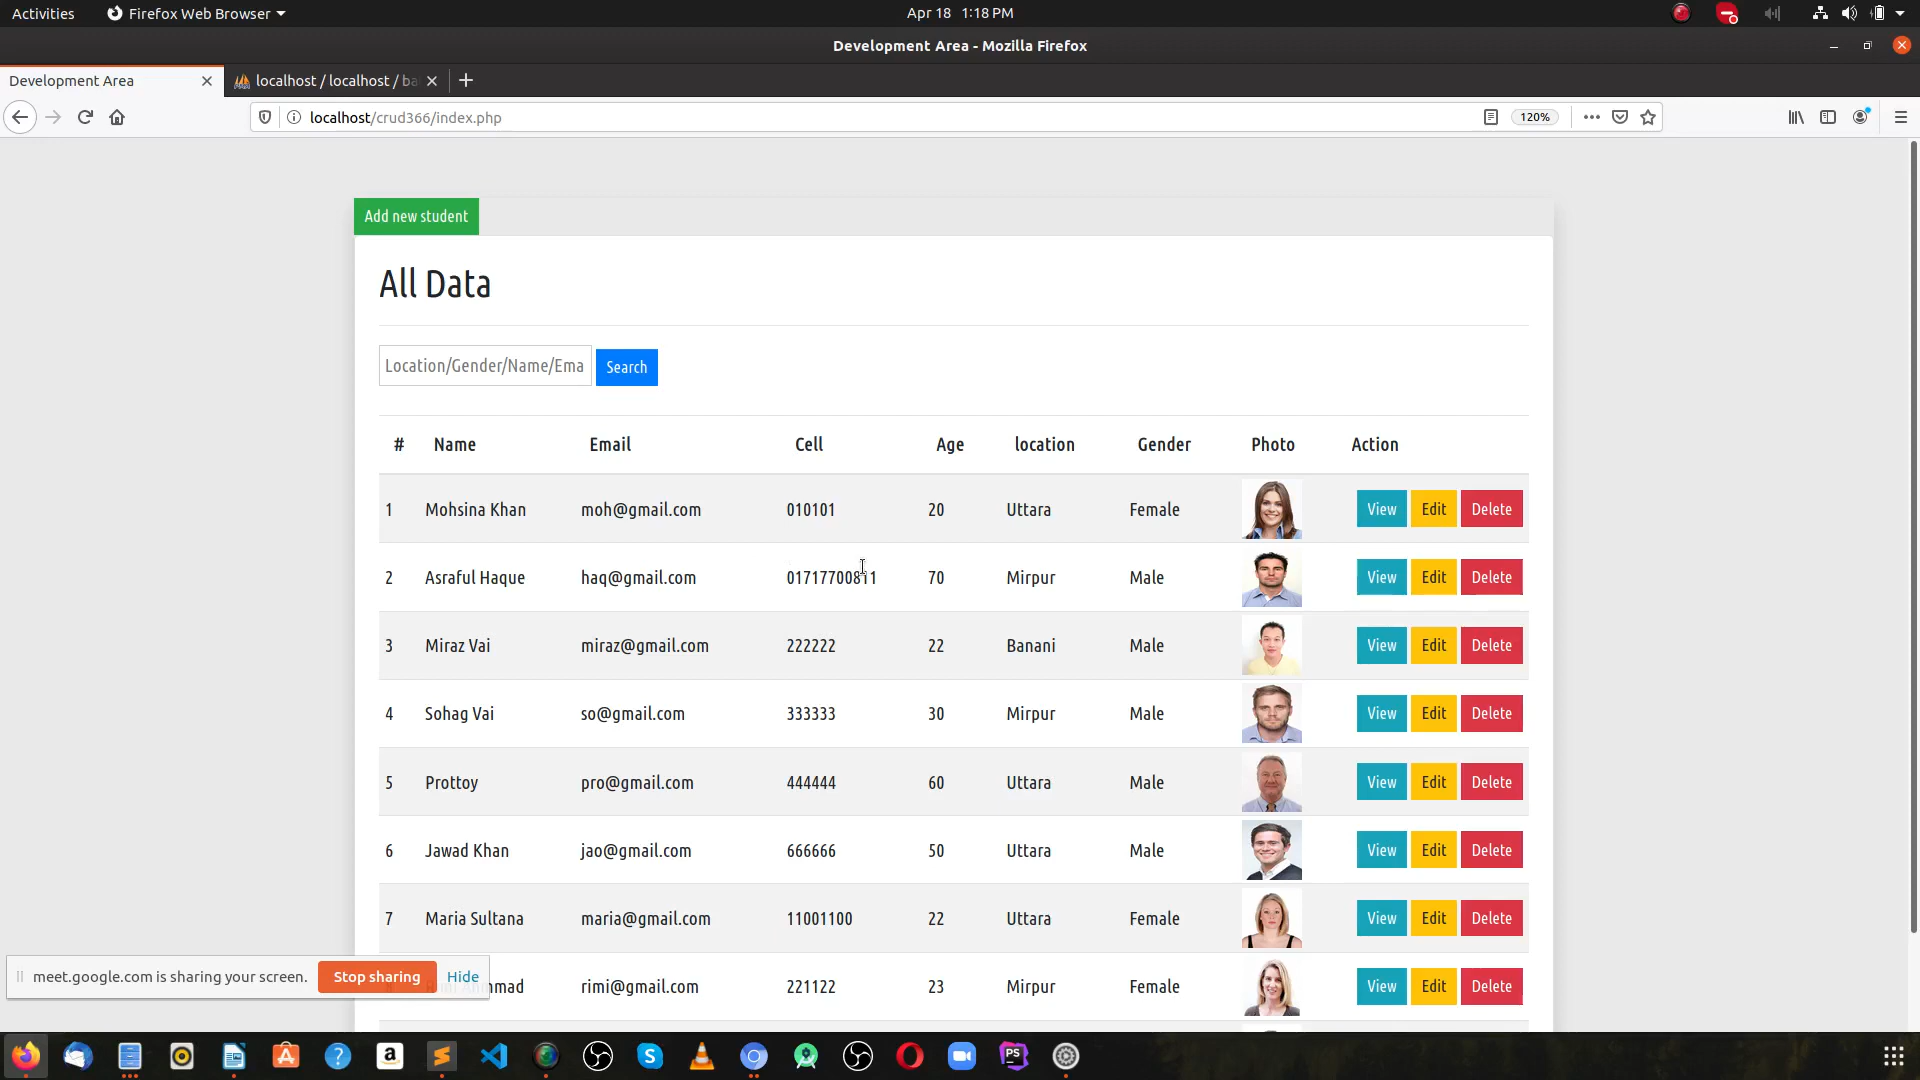 Activities Firefox Web Browser Apr 18 1:18 PM
Development Area - Mozilla Firefox
Development Area localhost / localhost / ba
localhost/crud366/index.php 120%
Add new student
All Data
Location/Gender/Name/Ema Search
# Name Email Cell Age location Gender Photo Action
1 Mohsina Khan moh@gmail.com 010101 20 Uttara Female View Edit Delete
2 Asraful Haque haq@gmail.com 01717700811 70 Mirpur Male View Edit Delete
3 Miraz Vai miraz@gmail.com 222222 22 Banani Male View Edit Delete
4 Sohag Vai so@gmail.com 333333 30 Mirpur Male View Edit Delete
5 Prottoy pro@gmail.com 444444 60 Uttara Male View Edit Delete
6 Jawad Khan jao@gmail.com 666666 50 Uttara Male View Edit Delete
7 Maria Sultana maria@gmail.com 11001100 22 Uttara Female View Edit Delete
meet.google.com is sharing your screen. Stop sharing Hide
rimi@gmail.com 221122 23 Mirpur Female View Edit Delete
PS